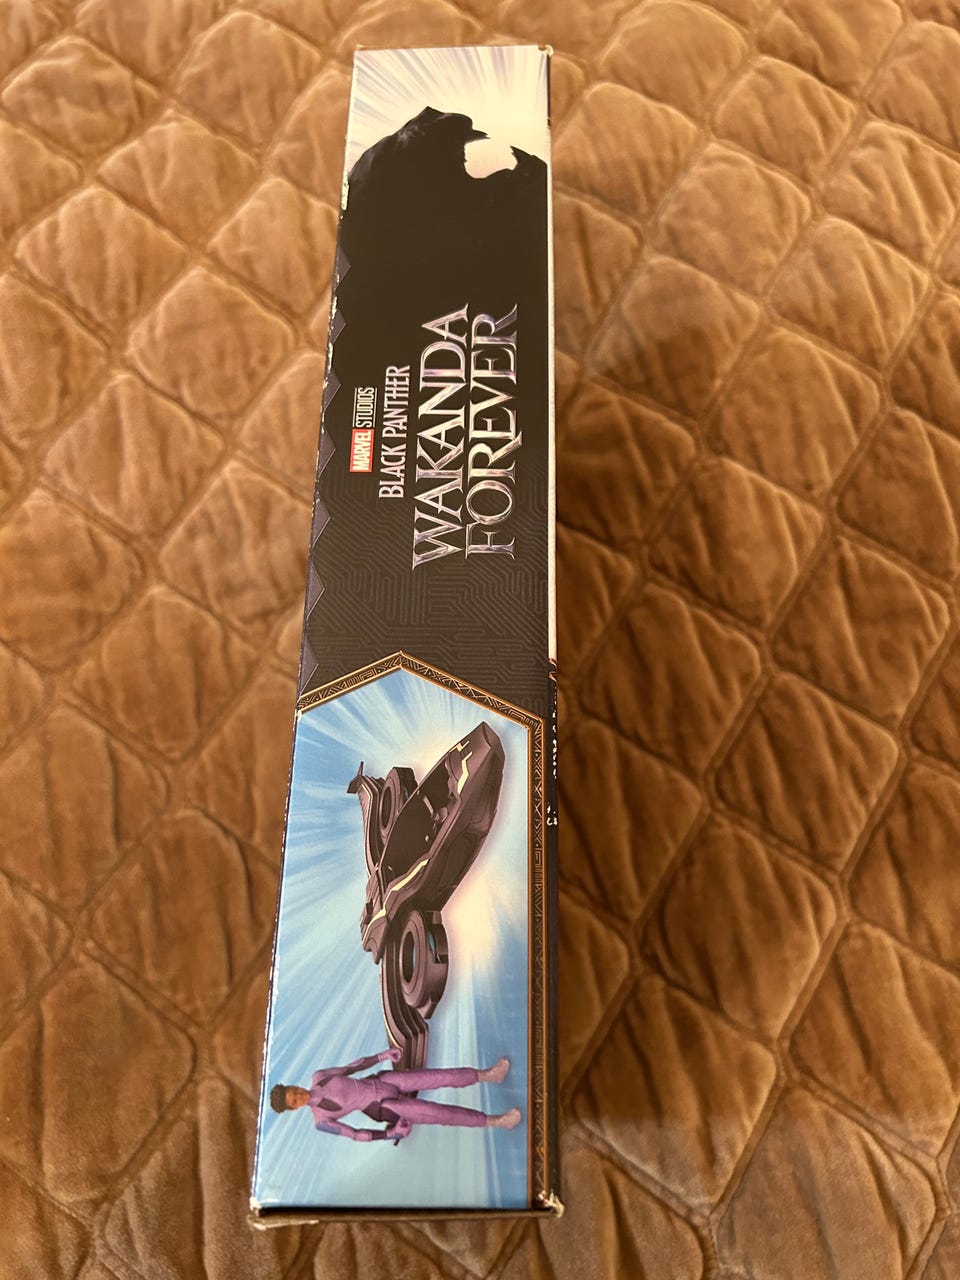 MARVEL STUDIOS
BLACK PANTHER
WAKANDA
FOREVER